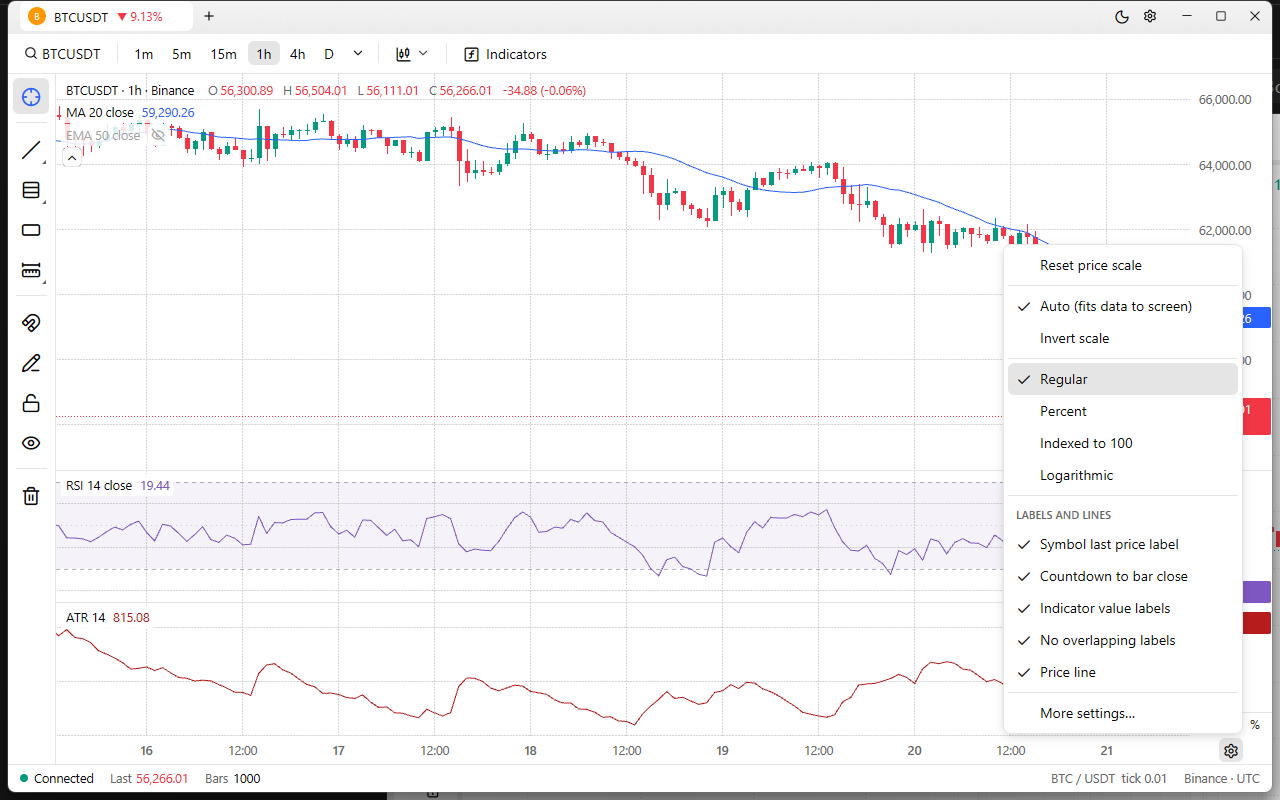 BTCUSDT ▼ 9.13% +
BTCUSDT 1m 5m 15m 1h 4h D Indicators
BTCUSDT · 1h · Binance O 56,300.89 H 56,504.01 L 56,111.01 C 56,266.01 -34.88 (-0.06%)
MA 20 close 59,290.26
EMA 50 close
66,000.00
64,000.00
62,000.00
Reset price scale
Auto (fits data to screen)
Invert scale
Regular
Percent
Indexed to 100
Logarithmic
LABELS AND LINES
Symbol last price label
Countdown to bar close
Indicator value labels
No overlapping labels
Price line
More settings...
RSI 14 close 19.44
ATR 14 815.08
%
16 12:00 17 12:00 18 12:00 19 12:00 20 12:00 21
Connected Last 56,266.01 Bars 1000 BTC / USDT tick 0.01 Binance · UTC